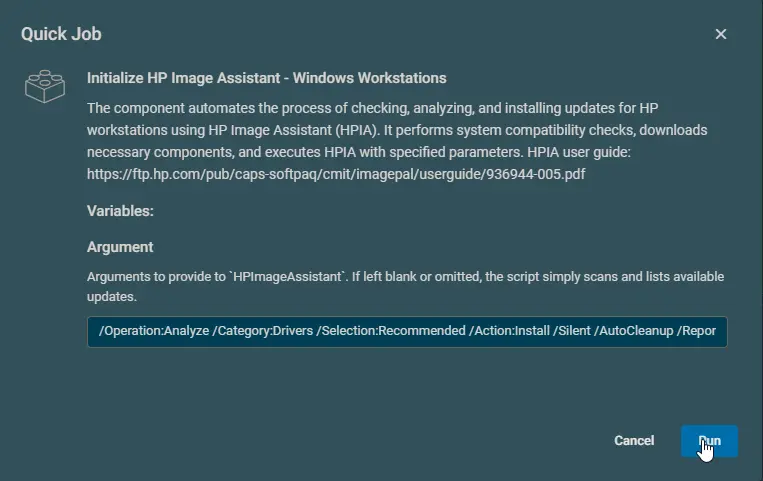 Quick Job
Initialize HP Image Assistant - Windows Workstations
The component automates the process of checking, analyzing, and installing updates for HP
workstations using HP Image Assistant (HPIA). It performs system compatibility checks, downloads
necessary components, and executes HPIA with specified parameters. HPIA user guide:
https://ftp.hp.com/pub/caps-softpaq/cmit/imagepal/userguide/936944-005.pdf
Variables:
Argument
Arguments to provide to `HPImageAssistant`. If left blank or omitted, the script simply scans and lists available
updates.
/Operation:Analyze /Category:Drivers /Selection:Recommended /Action:Install /Silent /AutoCleanup /Repor
Cancel
Run